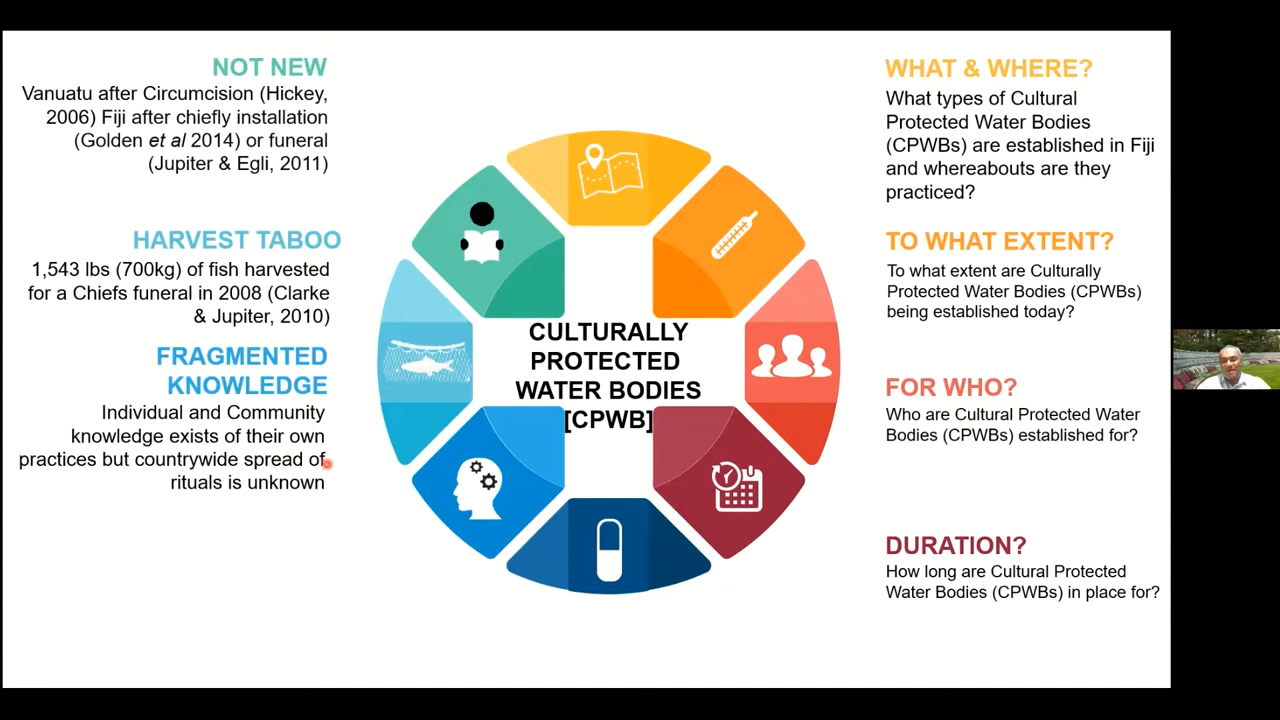 NOT NEW
Vanuatu after Circumcision (Hickey,
2006) Fiji after chiefly installation
(Golden et al 2014) or funeral
(Jupiter & Egli, 2011)
HARVEST TABOO
1,543 lbs (700kg) of fish harvested
for a Chiefs funeral in 2008 (Clarke
& Jupiter, 2010)
FRAGMENTED
KNOWLEDGE
Individual and Community
knowledge exists of their own
practices but countrywide spread of
rituals is unknown
CULTURALLY
PROTECTED
WATER BODIES
[CPWB]
WHAT & WHERE?
What types of Cultural
Protected Water Bodies
(CPWBs) are established in Fiji
and whereabouts are they
practiced?
TO WHAT EXTENT?
To what extent are Culturally
Protected Water Bodies (CPWBs)
being established today?
FOR WHO?
Who are Cultural Protected Water
Bodies (CPWBs) established for?
DURATION?
How long are Cultural Protected
Water Bodies (CPWBs) in place for?